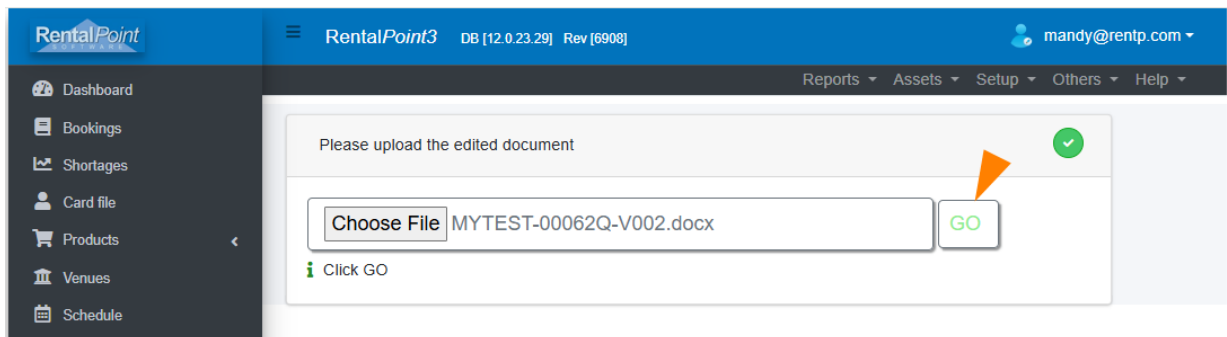 RentalPoint
SOFTWARE
RentalPoint3 DB [12.0.23.29] Rev [6908]
mandy@rentp.com
Reports Assets Setup Others Help
Dashboard
Bookings
Shortages
Card file
Products
Venues
Schedule
Please upload the edited document
Choose File MYTEST-00062Q-V002.docx
GO
Click GO